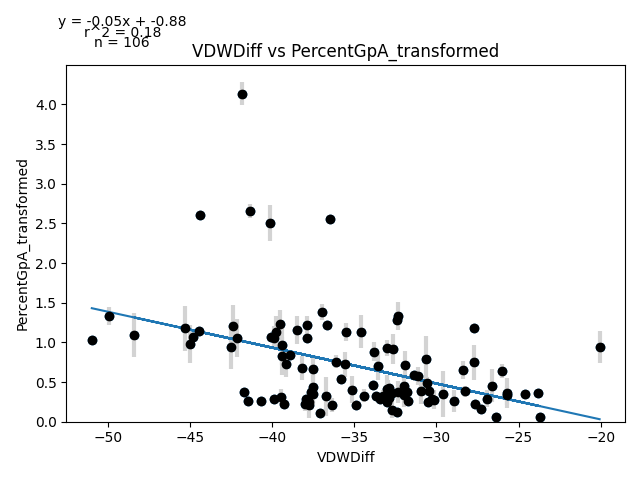 y = -0.05x + -0.88
r^2 = 0.18
n = 106
VDWDiff vs PercentGpA_transformed
PercentGpA_transformed
4.0
3.5
3.0
2.5
2.0
1.5
1.0
0.5
0.0
−50
−45
−40
−35
−30
−25
−20
VDWDiff